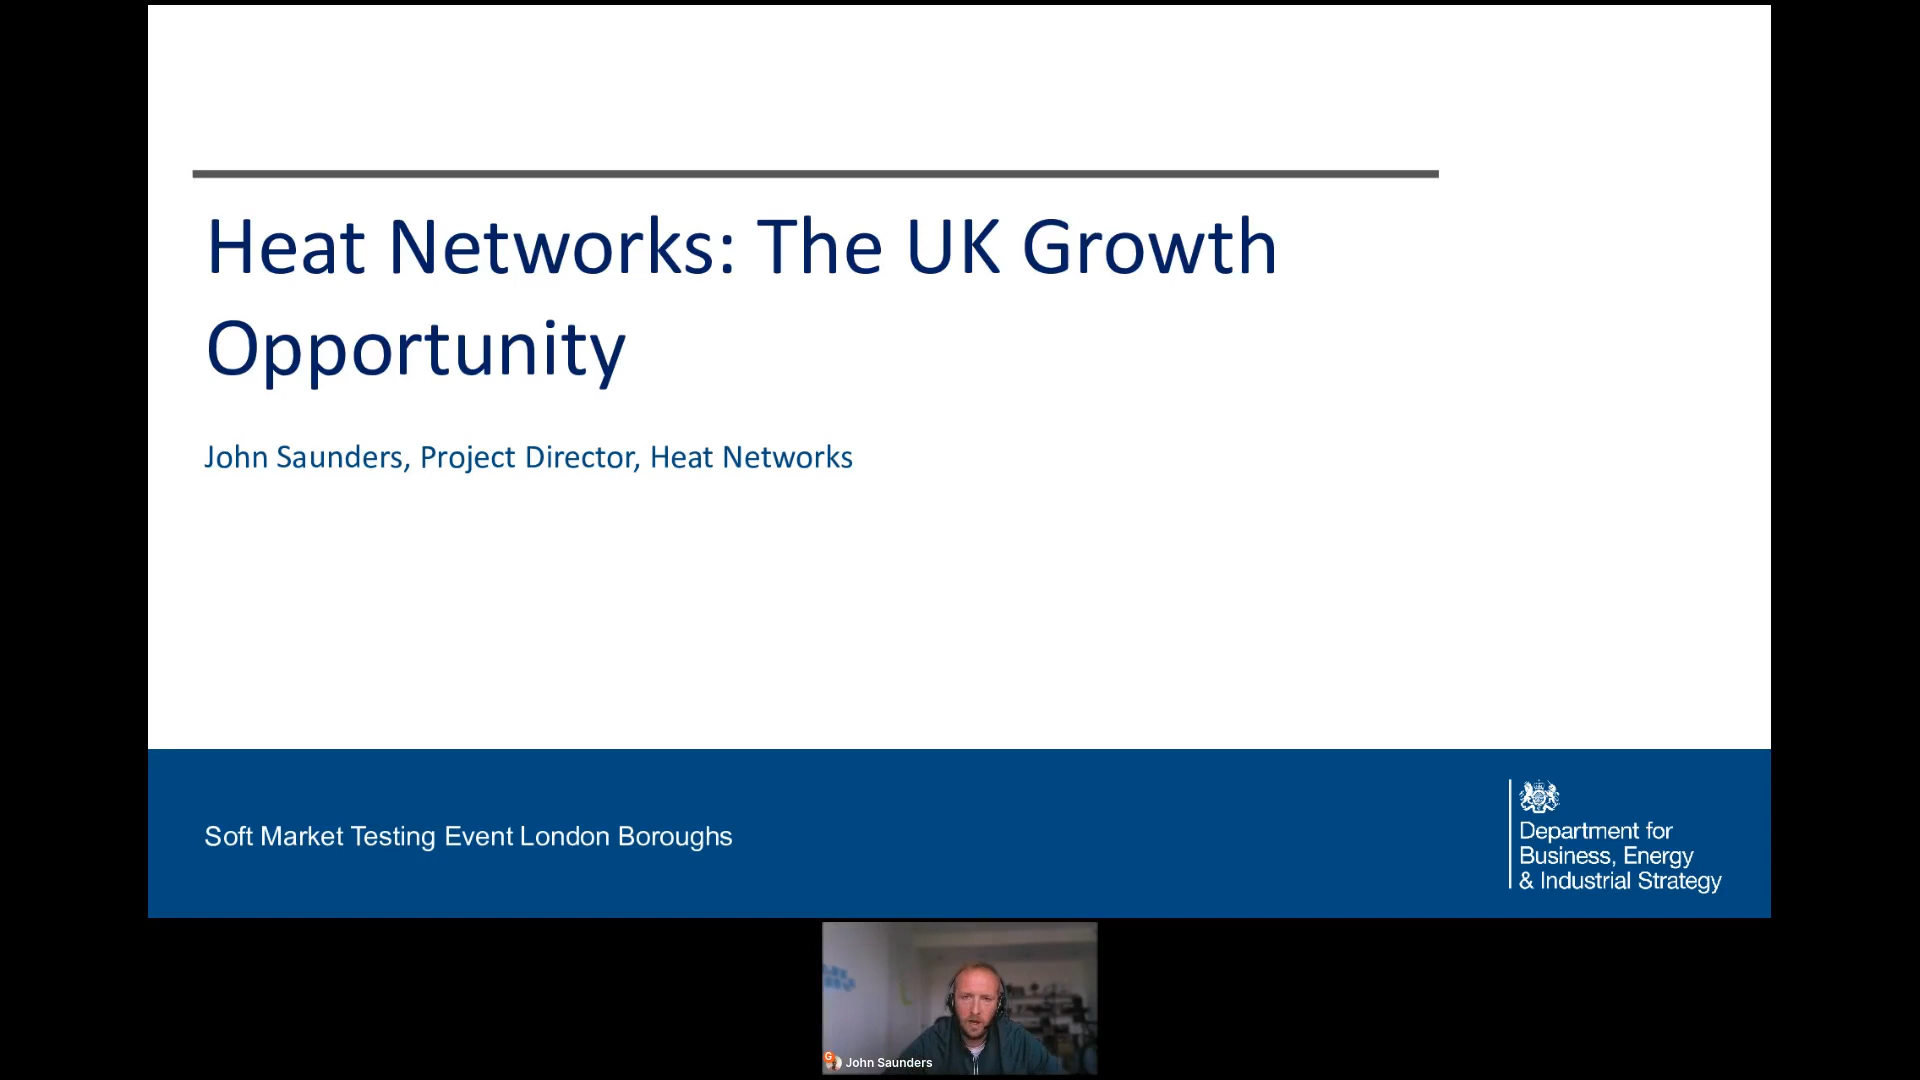 Heat Networks: The UK Growth
Opportunity
John Saunders, Project Director, Heat Networks
Soft Market Testing Event London Boroughs
Department for
Business, Energy
& Industrial Strategy
G
John Saunders